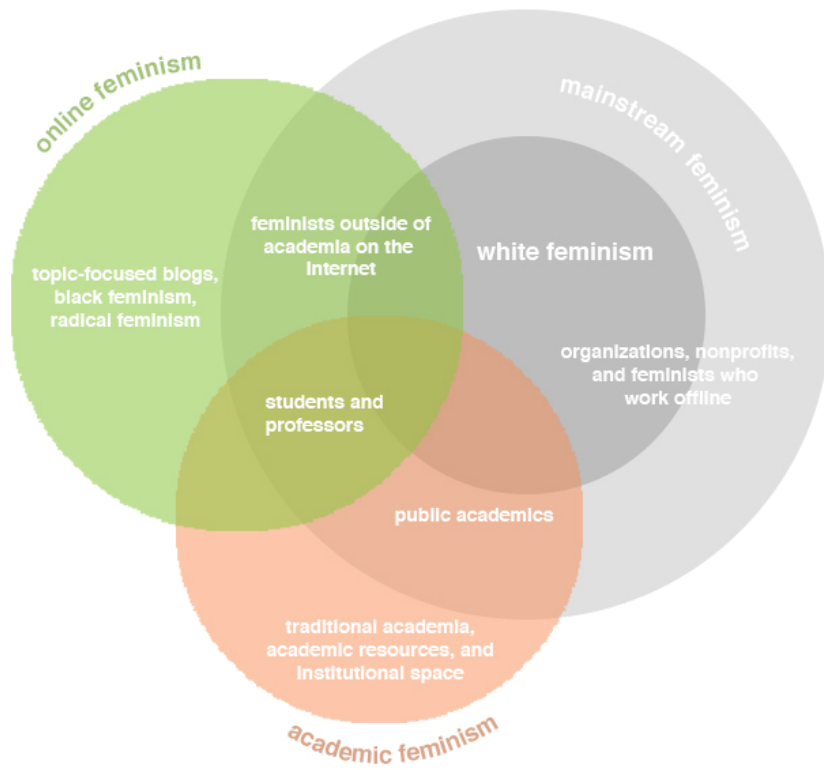 online feminism
mainstream feminism
feminists outside of
academia on the
Internet
white feminism
topic-focused blogs,
black feminism,
radical feminism
organizations, nonprofits,
and feminists who
work offline
students and
professors
public academics
traditional academia,
academic resources, and
institutional space
academic feminism